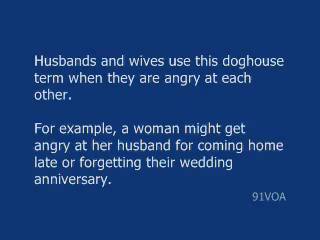 Husbands and wives use this doghouse
term when they are angry at each
other.
For example, a woman might get
angry at her husband for coming home
late or forgetting their wedding
anniversary.
91VOA